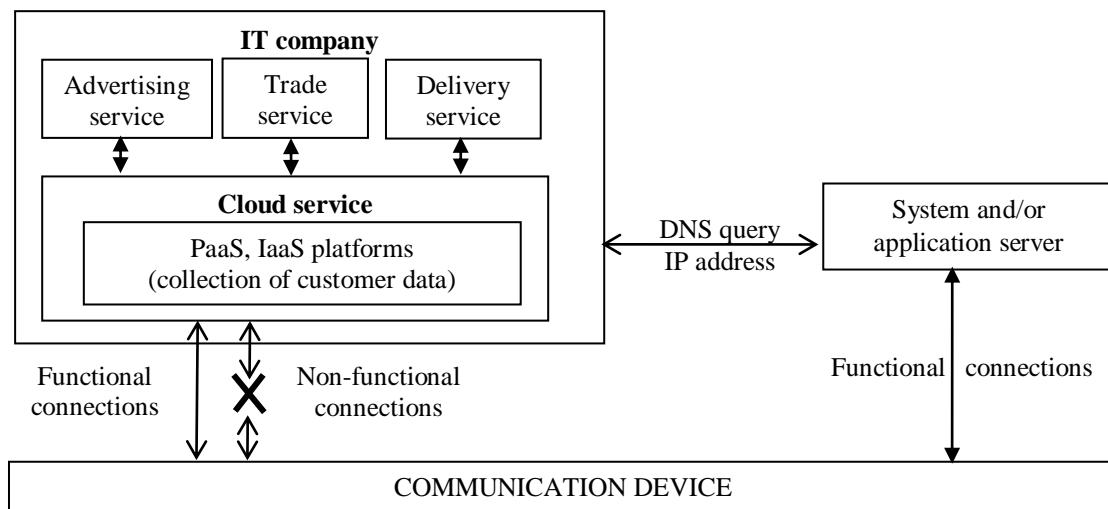 IT company
Advertising
service
Trade
service
Delivery
service
Cloud service
PaaS, IaaS platforms
(collection of customer data)
DNS query
IP address
System and/or
application server
Functional
connections
Non-functional
connections
Functional connections
COMMUNICATION DEVICE